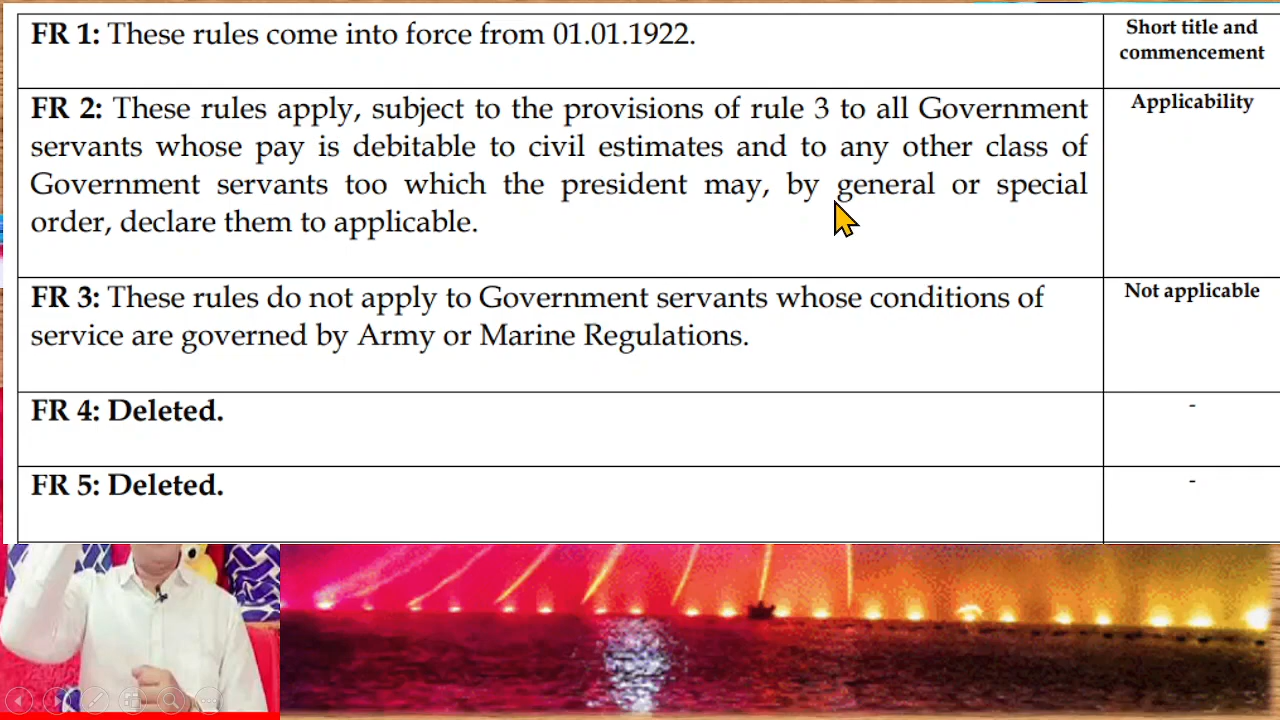 FR 1: These rules come into force from 01.01.1922.
Short title and
commencement
FR 2: These rules apply, subject to the provisions of rule 3 to all Government
servants whose pay is debitable to civil estimates and to any other class of
Government servants too which the president may, by general or special
order, declare them to applicable.
Applicability
FR 3: These rules do not apply to Government servants whose conditions of
service are governed by Army or Marine Regulations.
Not applicable
FR 4: Deleted.
-
FR 5: Deleted.
-